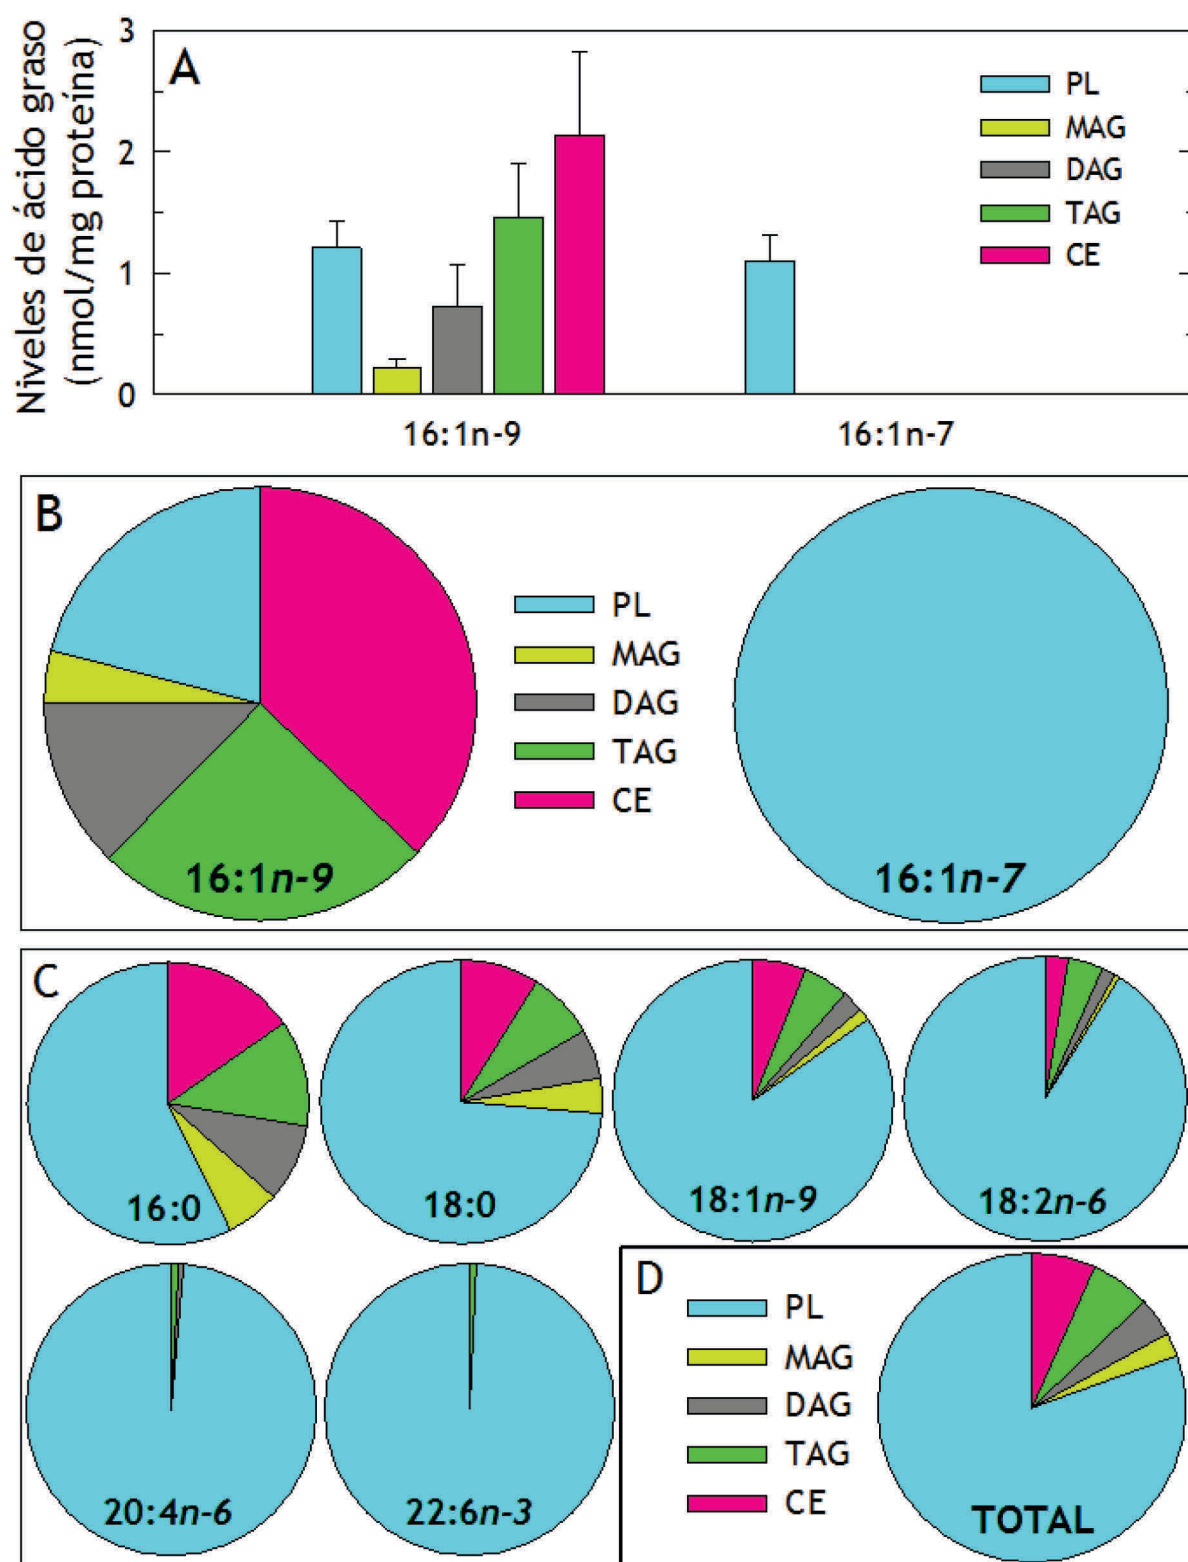 Niveles de ácido graso
(nmol/mg proteína)
3
2
1
0
A
PL
MAG
DAG
TAG
CE
16:1n-9
16:1n-7
B
PL
MAG
DAG
TAG
CE
16:1n-9
16:1n-7
C
16:0
18:0
18:1n-9
18:2n-6
20:4n-6
22:6n-3
D
PL
MAG
DAG
TAG
CE
TOTAL